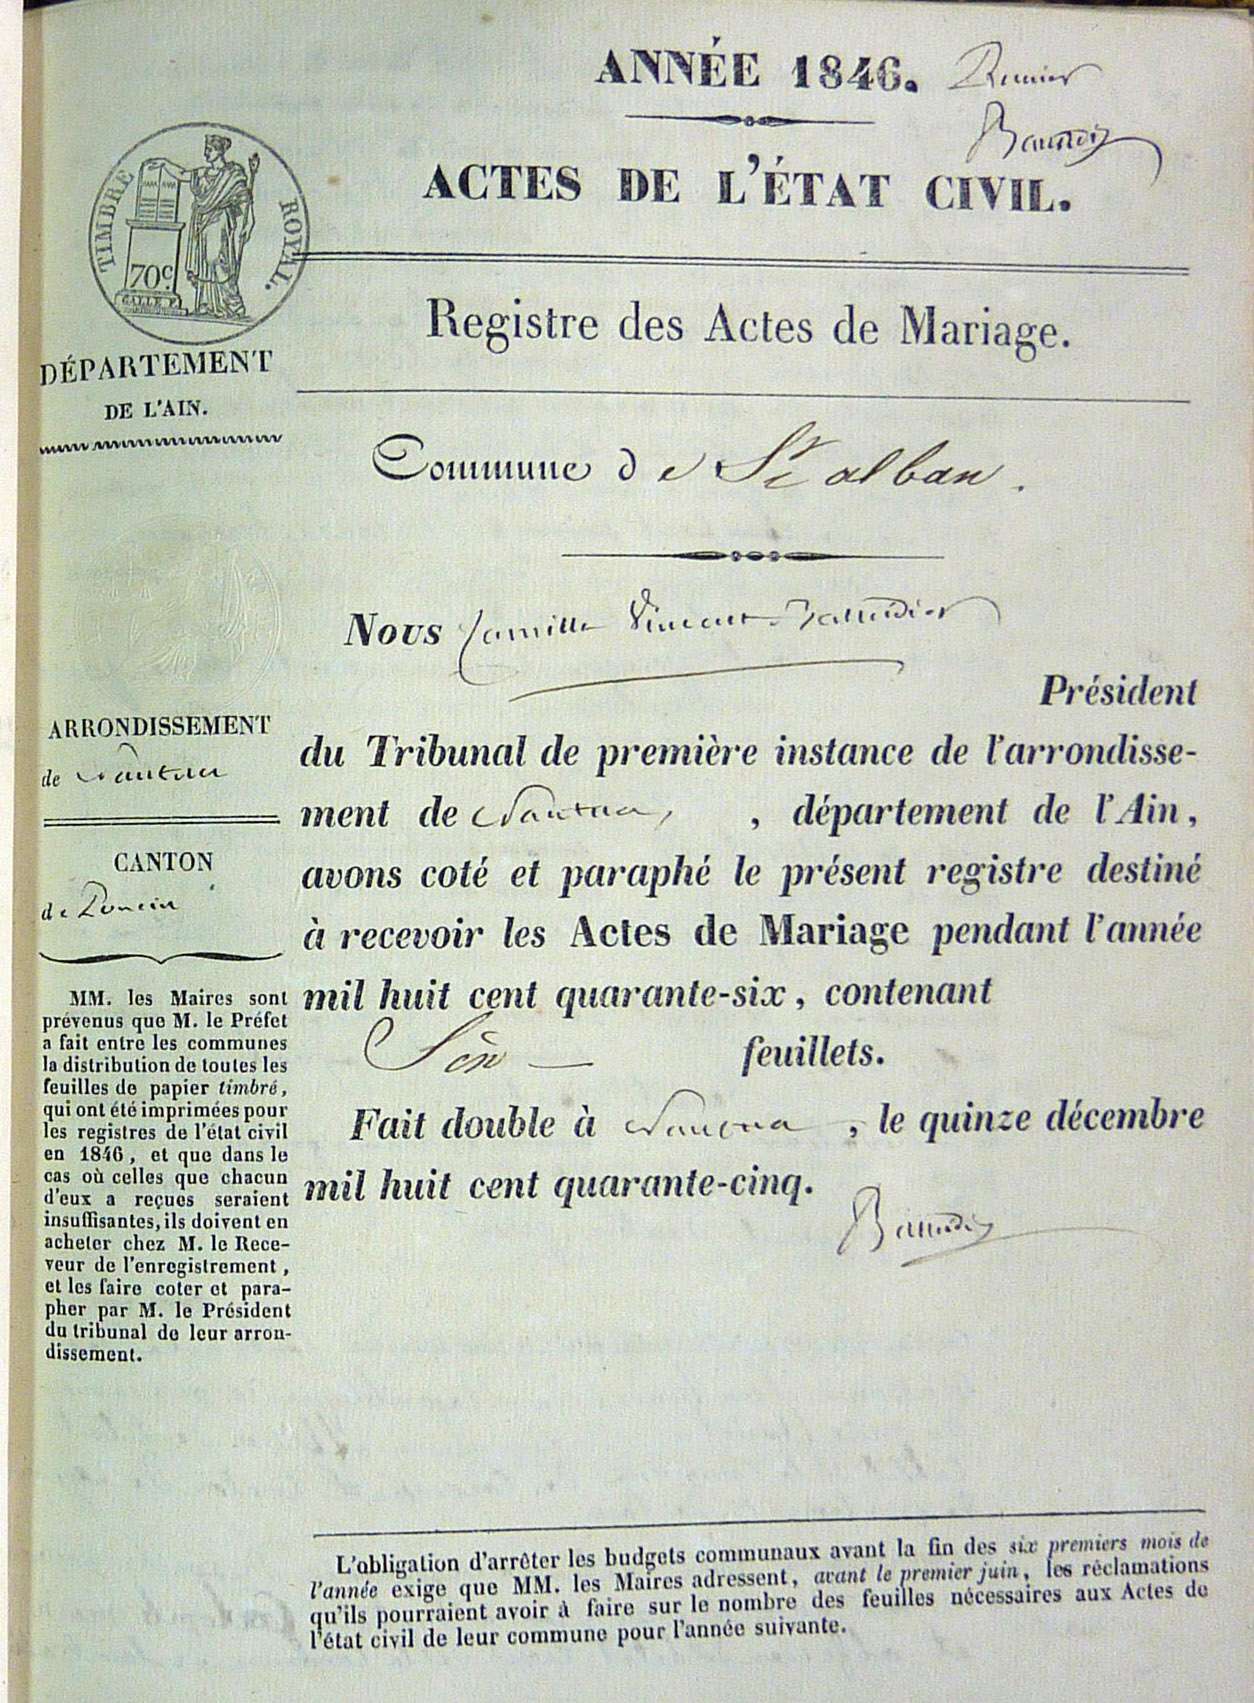 ANNÉE 1846. Premier
Baudier
ACTES DE L'ÉTAT CIVIL.
TIMBRE ROYAL.
70c
Registre des Actes de Mariage.
DÉPARTEMENT
DE L'AIN.
Commune de St alban.
Nous Camille Vincent Baudier
Président
du Tribunal de première instance de l'arrondisse-
ment de Nantua, , département de l'Ain,
avons coté et paraphé le présent registre destiné
à recevoir les Actes de Mariage pendant l'année
mil huit cent quarante-six, contenant
feuillets.
Fait double à Nantua, le quinze décembre
mil huit cent quarante-cinq.
Baudier
ARRONDISSEMENT
de Nantua
CANTON
de Poncin
MM. les Maires sont
prévenus que M. le Préfet
a fait entre les communes
la distribution de toutes les
feuilles de papier timbré,
qui ont été imprimées pour
les registres de l'état civil
en 1846, et que dans le
cas où celles que chacun
d'eux a reçues seraient
insuffisantes, ils doivent en
acheter chez M. le Rece-
veur de l'enregistrement,
et les faire coter et para-
pher par M. le Président
du tribunal de leur arron-
dissement.
L'obligation d'arrêter les budgets communaux avant la fin des six premiers mois de
l'année exige que MM. les Maires adressent, avant le premier juin, les réclamations
qu'ils pourraient avoir à faire sur le nombre des feuilles nécessaires aux Actes de
l'état civil de leur commune pour l'année suivante.